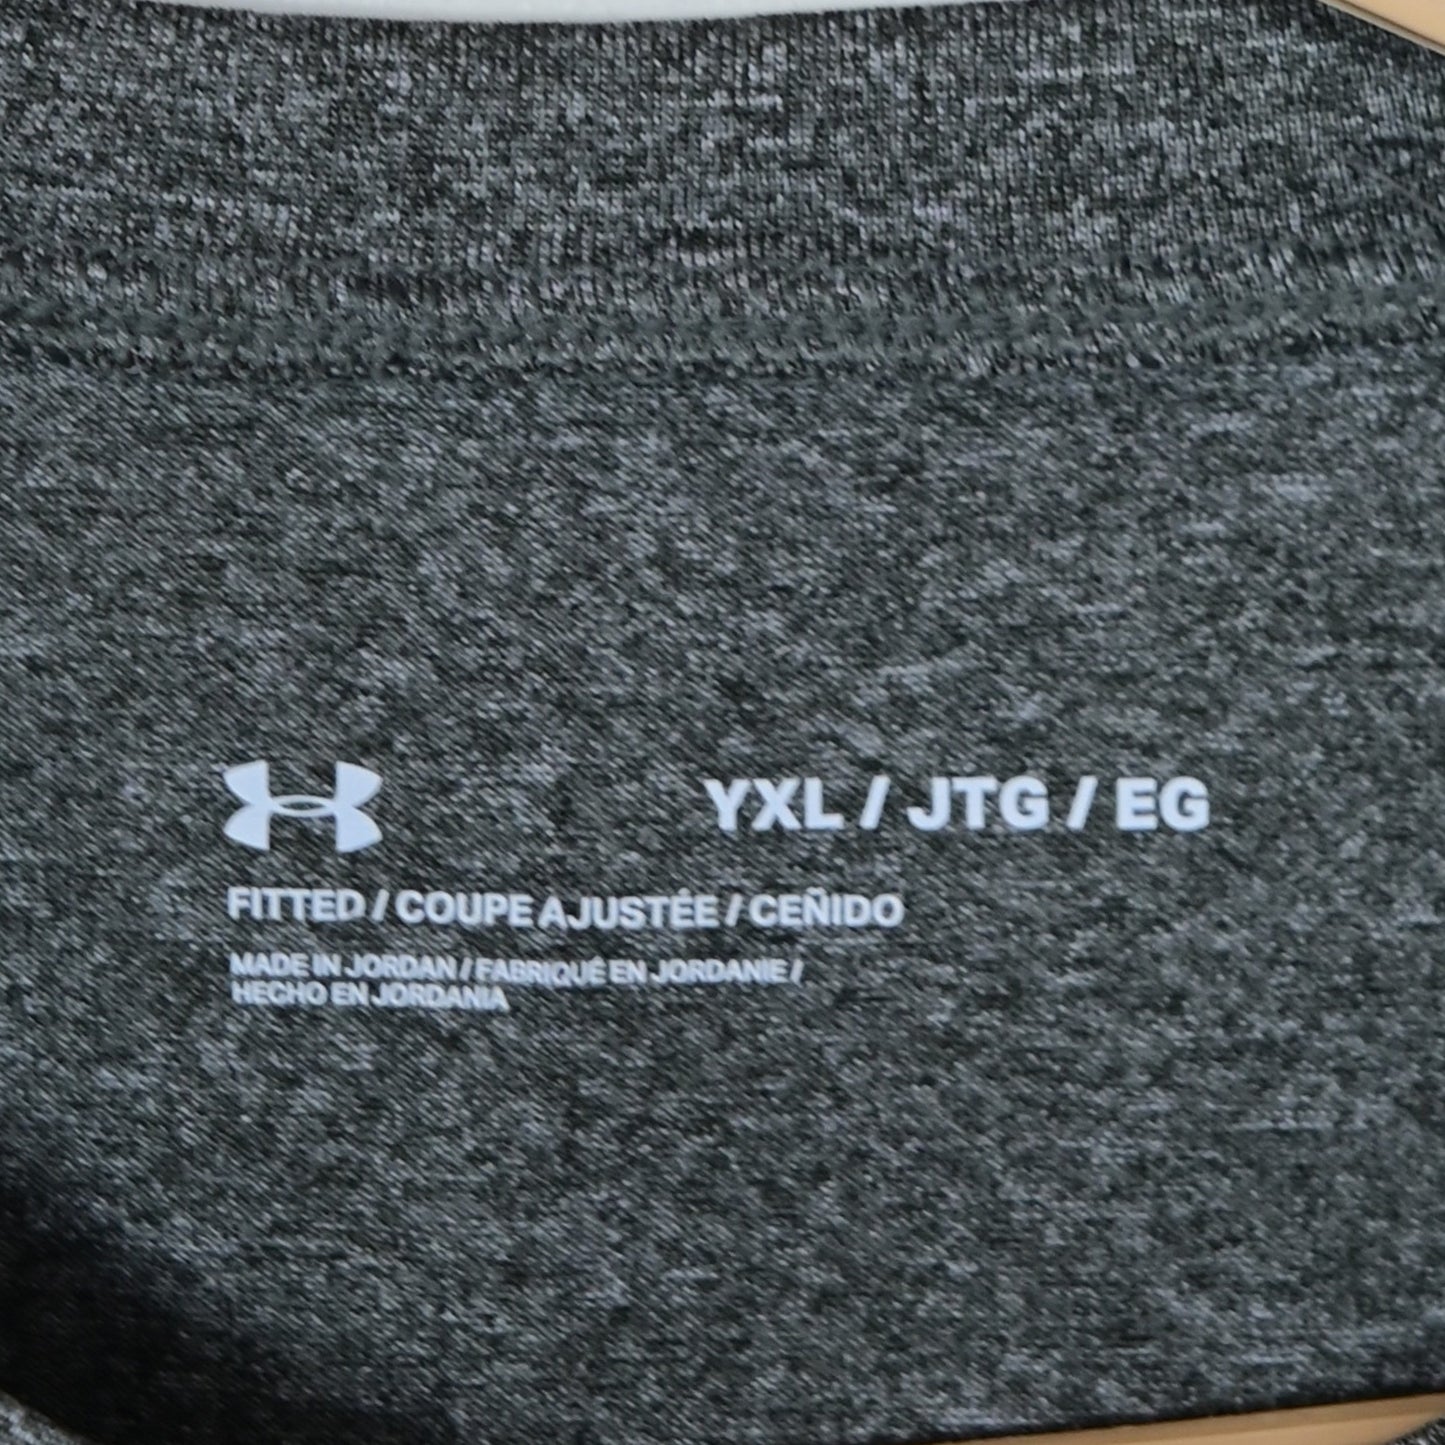 YXL / JTG / EG
FITTED / COUPE AJUSTÉE / CEÑIDO
MADE IN JORDAN / FABRIQUÉ EN JORDANIE /
HECHO EN JORDANIA